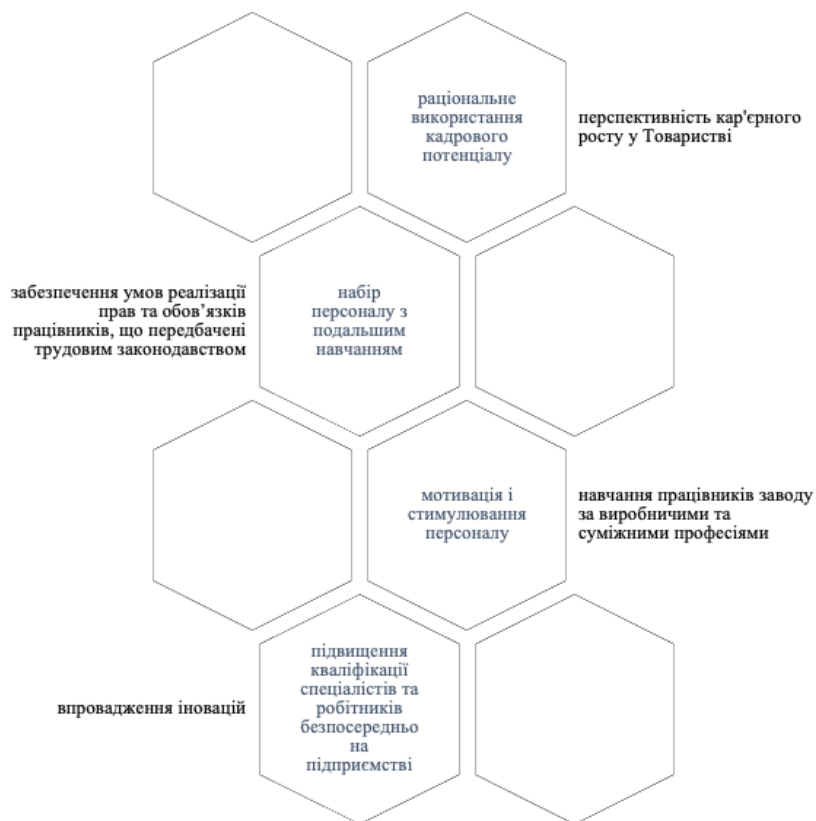 раціональне
використання
кадрового
потенціалу
перспективність кар'єрного
росту у Товаристві
забезпечення умов реалізації
прав та обов’язків
працівників, що передбачені
трудовим законодавством
набір
персоналу з
подальшим
навчанням
мотивація і
стимулювання
персоналу
навчання працівників заводу
за виробничими та
суміжними професіями
впровадження іновацій
підвищення
кваліфікації
спеціалістів та
робітників
безпосередньо
на
підприємстві